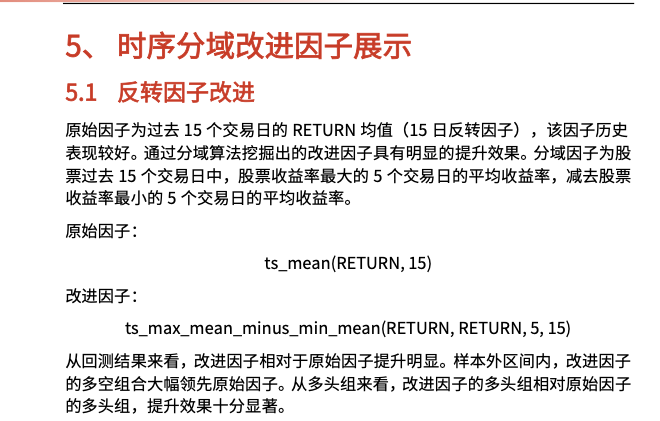 5、 时序分域改进因子展示
5.1 反转因子改进
原始因子为过去 15 个交易日的 RETURN 均值（15 日反转因子），该因子历史
表现较好。通过分域算法挖掘出的改进因子具有明显的提升效果。分域因子为股
票过去 15 个交易日中，股票收益率最大的 5 个交易日的平均收益率，减去股票
收益率最小的 5 个交易日的平均收益率。
原始因子：
ts_mean(RETURN, 15)
改进因子：
ts_max_mean_minus_min_mean(RETURN, RETURN, 5, 15)
从回测结果来看，改进因子相对于原始因子提升明显。样本外区间内，改进因子
的多空组合大幅领先原始因子。从多头组来看，改进因子的多头组相对原始因子
的多头组，提升效果十分显著。